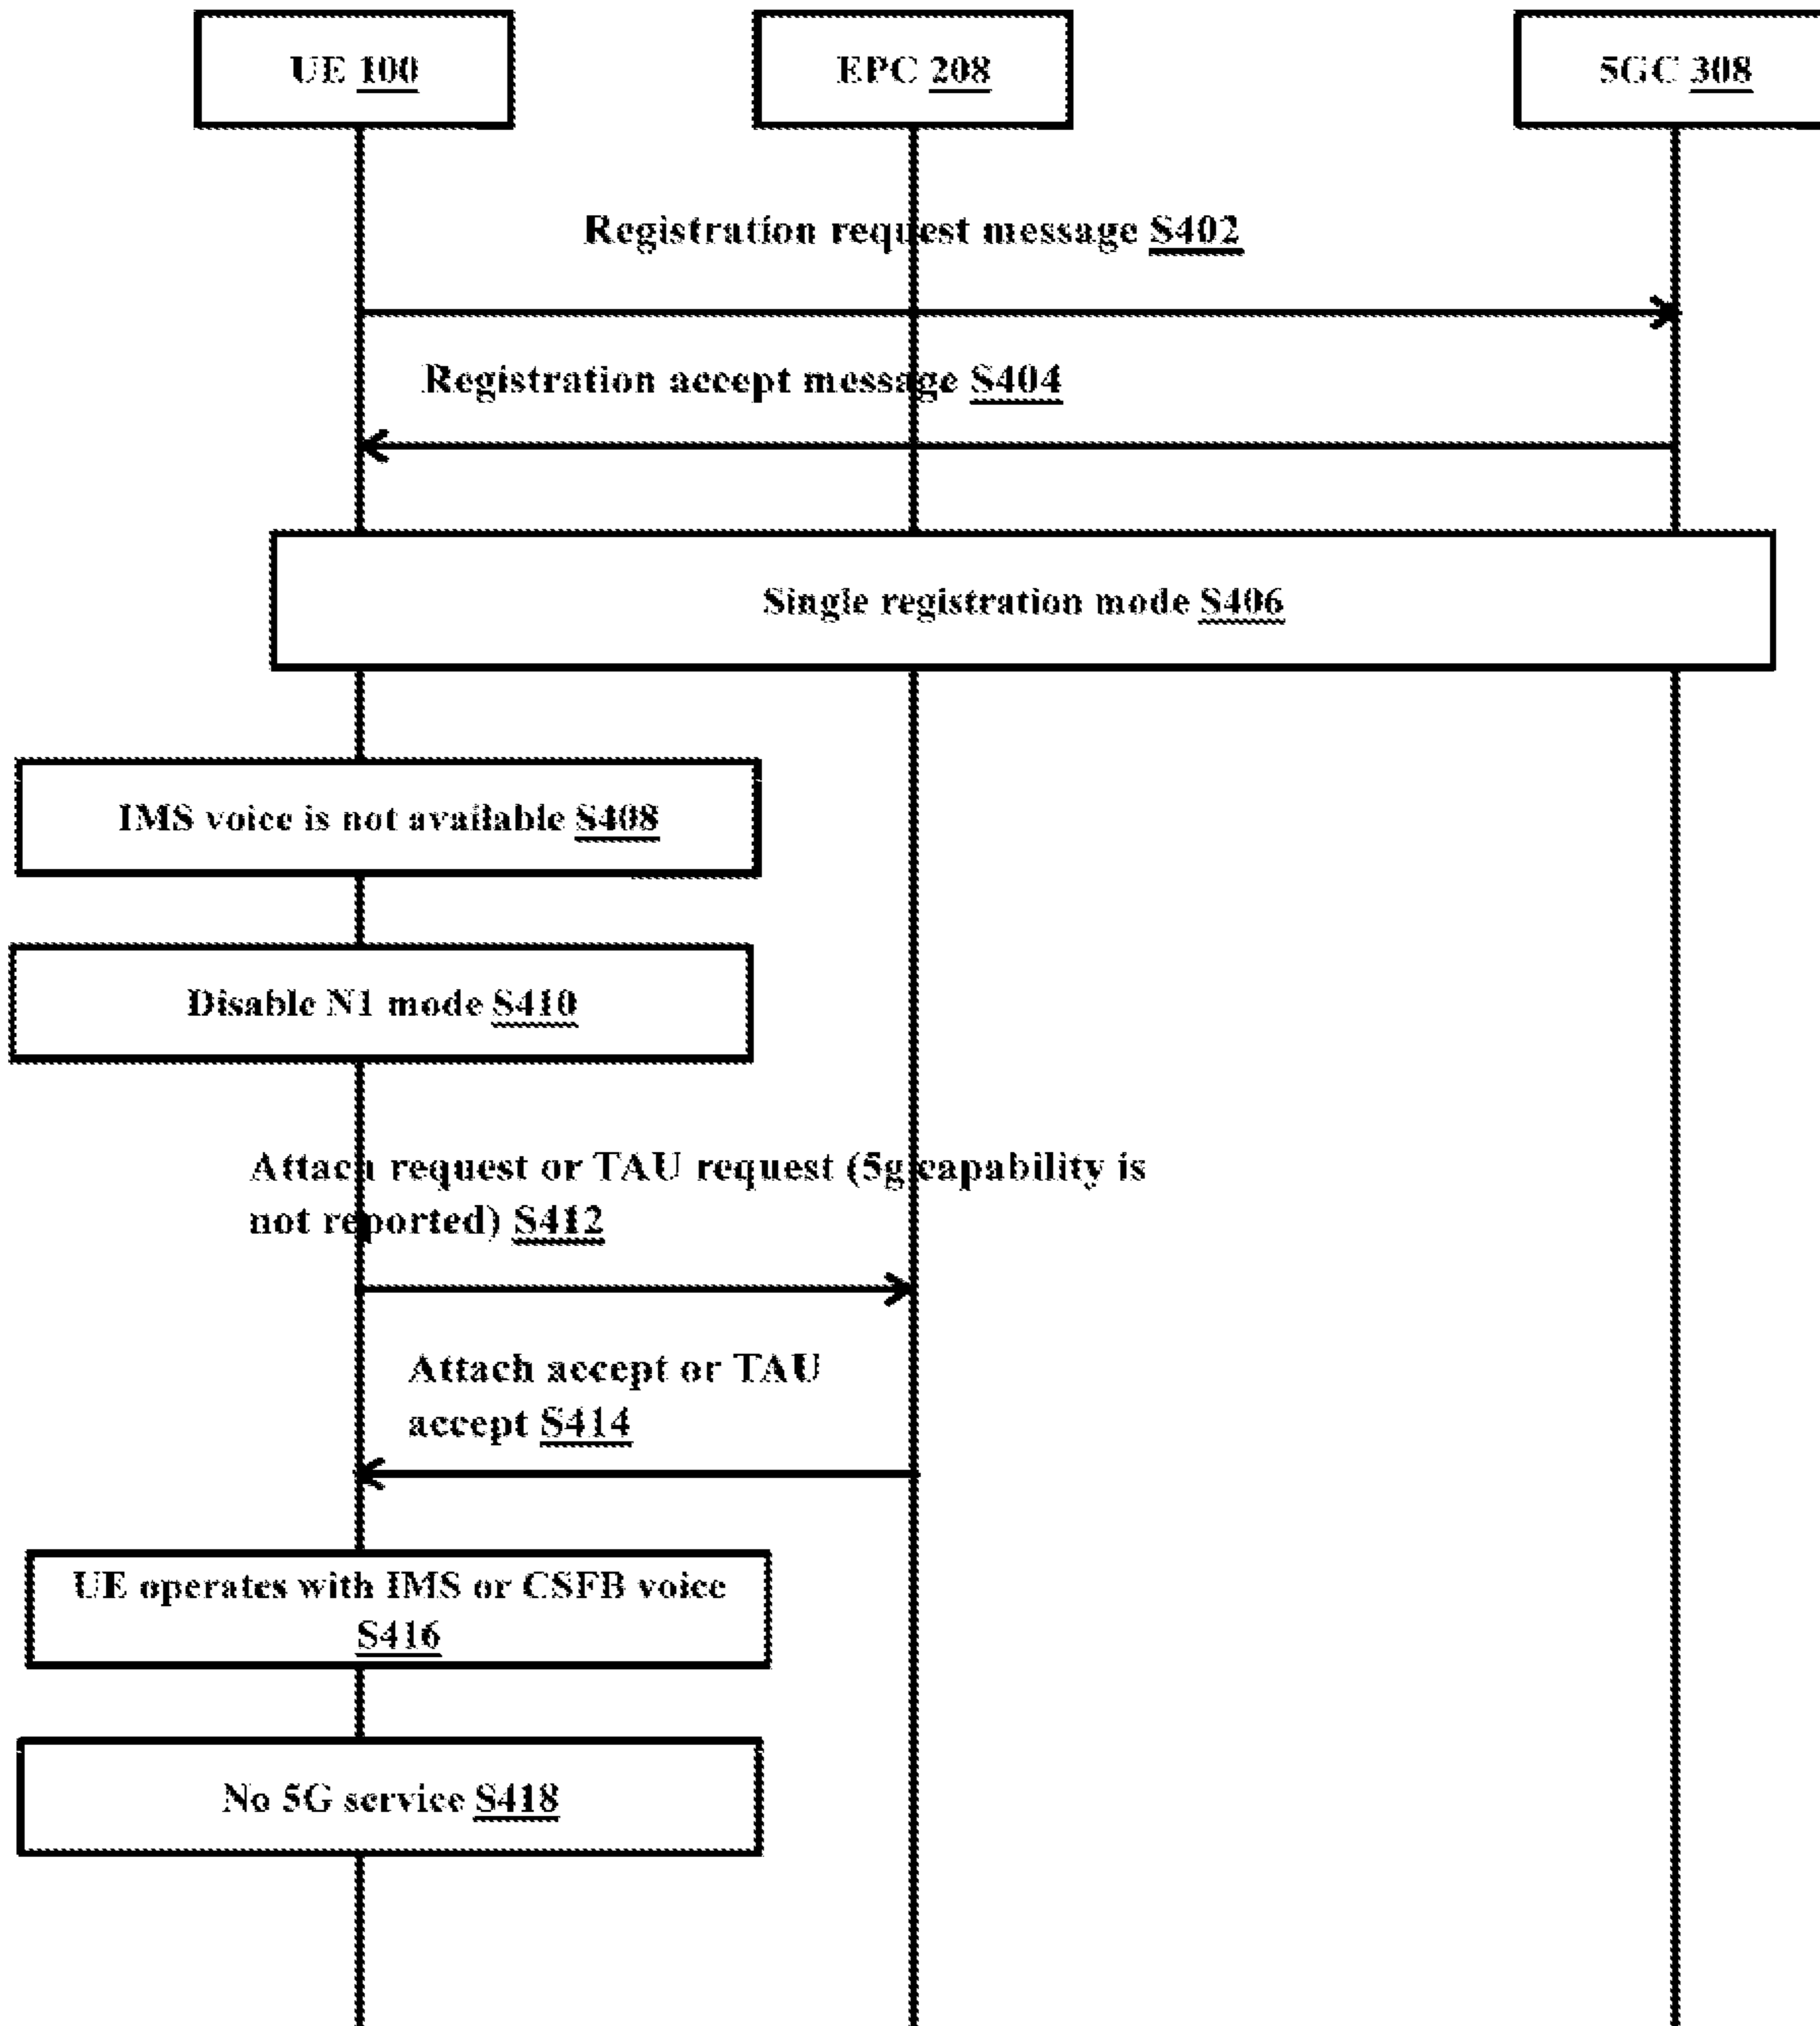 UE 100
EPC 208
5GC 308
Registration request message S402
Registration accept message S404
Single registration mode S406
IMS voice is not available S408
Disable N1 mode S410
Attach request or TAU request (5g capability is
not reported) S412
Attach accept or TAU
accept S414
UE operates with IMS or CSFB voice
S416
No 5G service S418